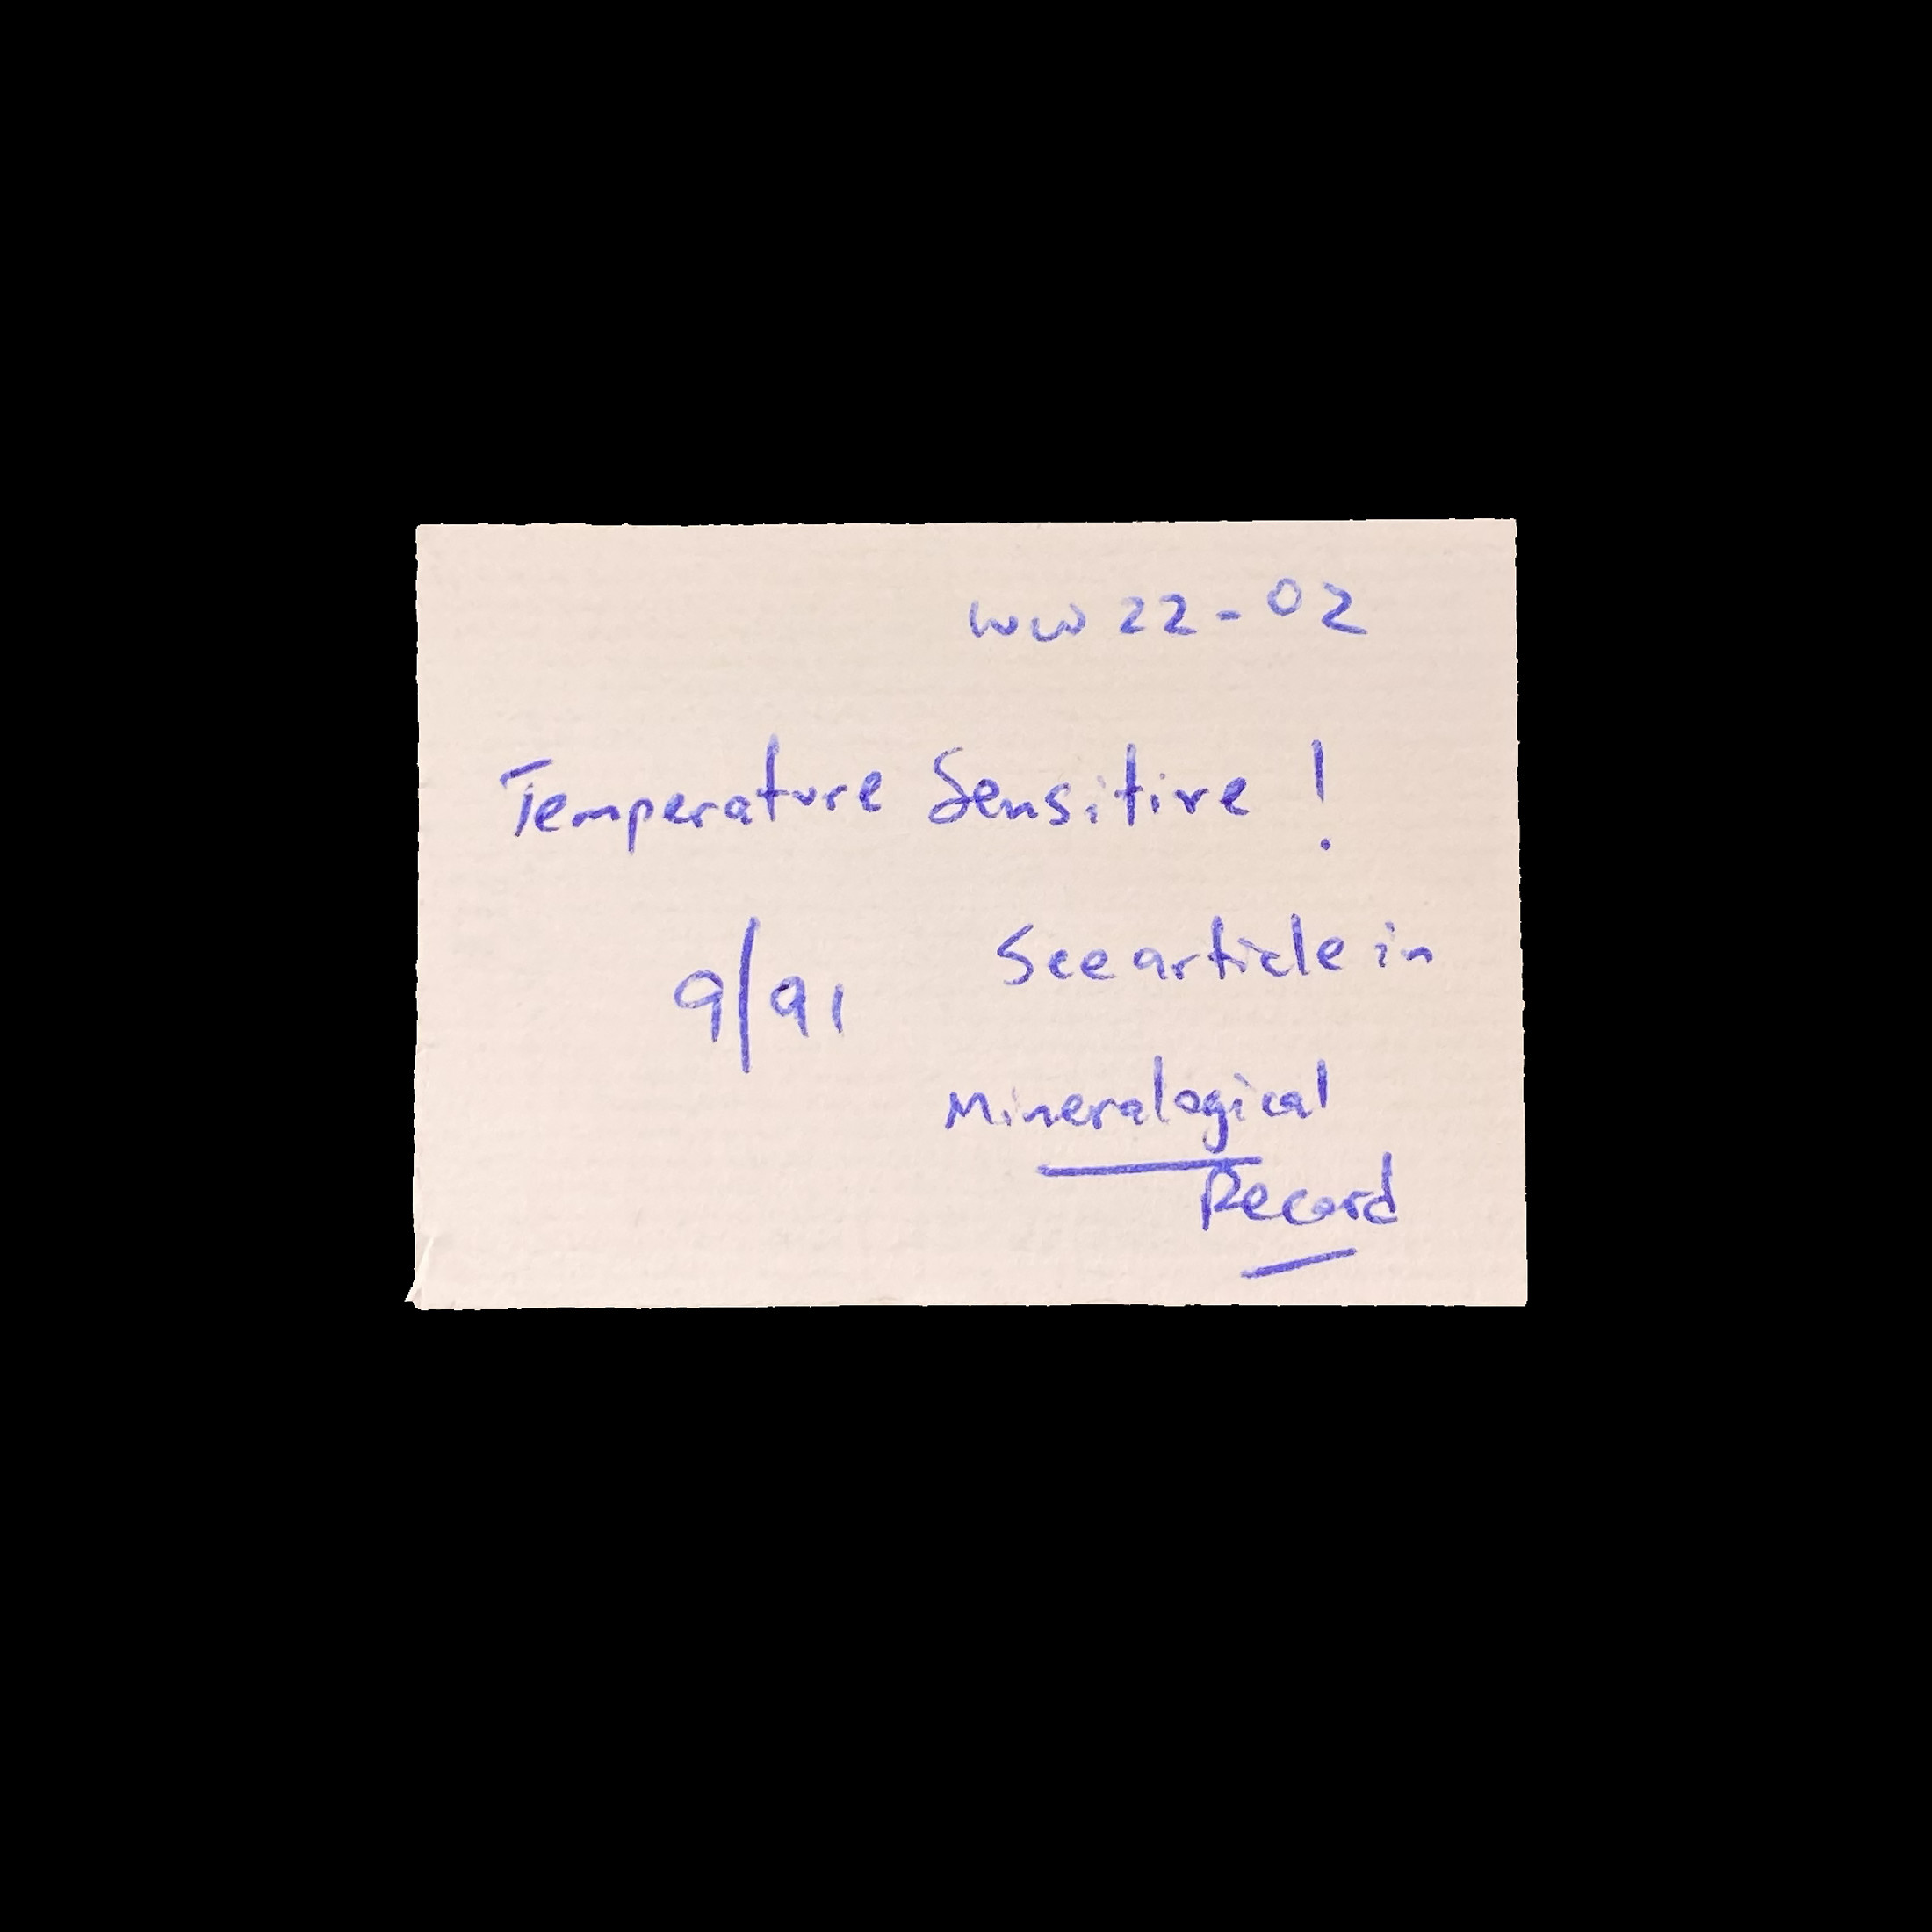 WW 22-02
Temperature Sensitive !
9/91
See article in
Mineralogical
Record